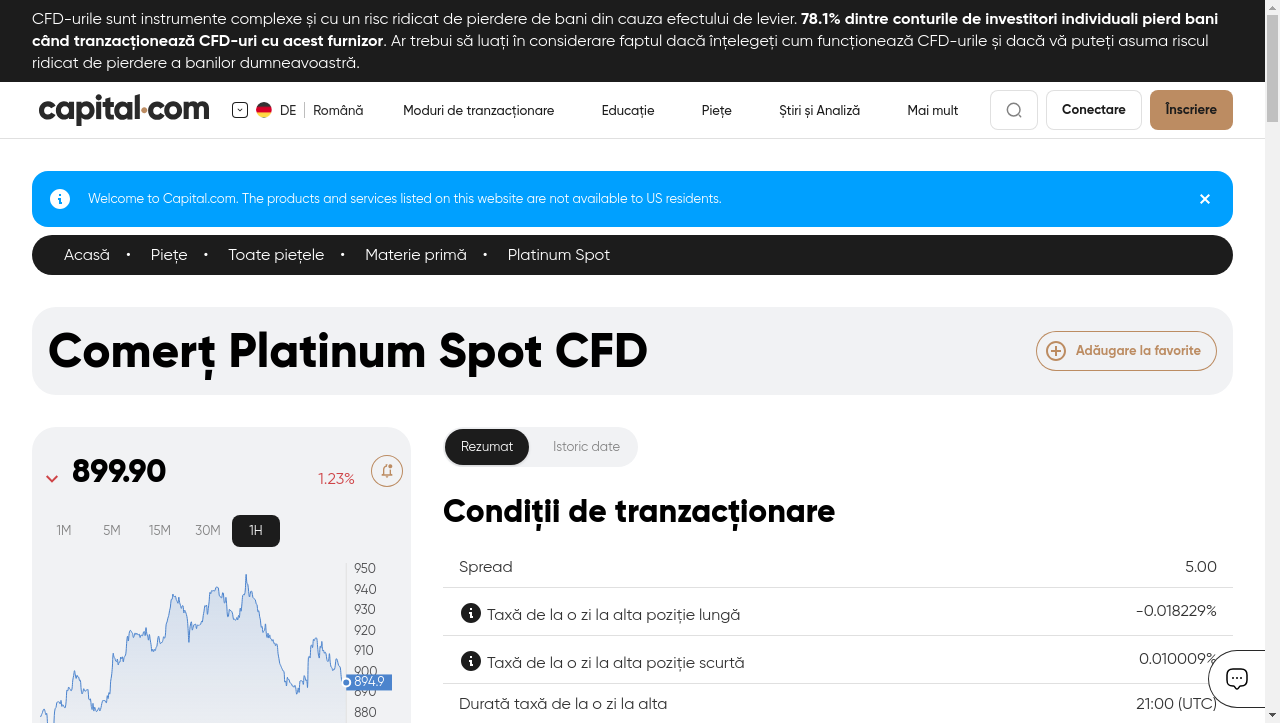 CFD-urile sunt instrumente complexe și cu un risc ridicat de pierdere de bani din cauza efectului de levier. 78.1% dintre conturile de investitori individuali pierd bani
când tranzacționează CFD-uri cu acest furnizor. Ar trebui să luați în considerare faptul dacă înțelegeți cum funcționează CFD-urile și dacă vă puteți asuma riscul
ridicat de pierdere a banilor dumneavoastră.
capital.com DE Română Moduri de tranzacționare Educație Piețe Știri și Analiză Mai mult Conectare Înscriere
Welcome to Capital.com. The products and services listed on this website are not available to US residents.
Acasă • Piețe • Toate piețele • Materie primă • Platinum Spot
Comerț Platinum Spot CFD
Adăugare la favorite
899.90
1.23%
1M 5M 15M 30M 1H
950
940
930
920
910
900
894.9
890
880
Rezumat Istoric date
Condiții de tranzacționare
Spread 5.00
Taxă de la o zi la alta poziție lungă -0.018229%
Taxă de la o zi la alta poziție scurtă 0.010009%
Durată taxă de la o zi la alta 21:00 (UTC)